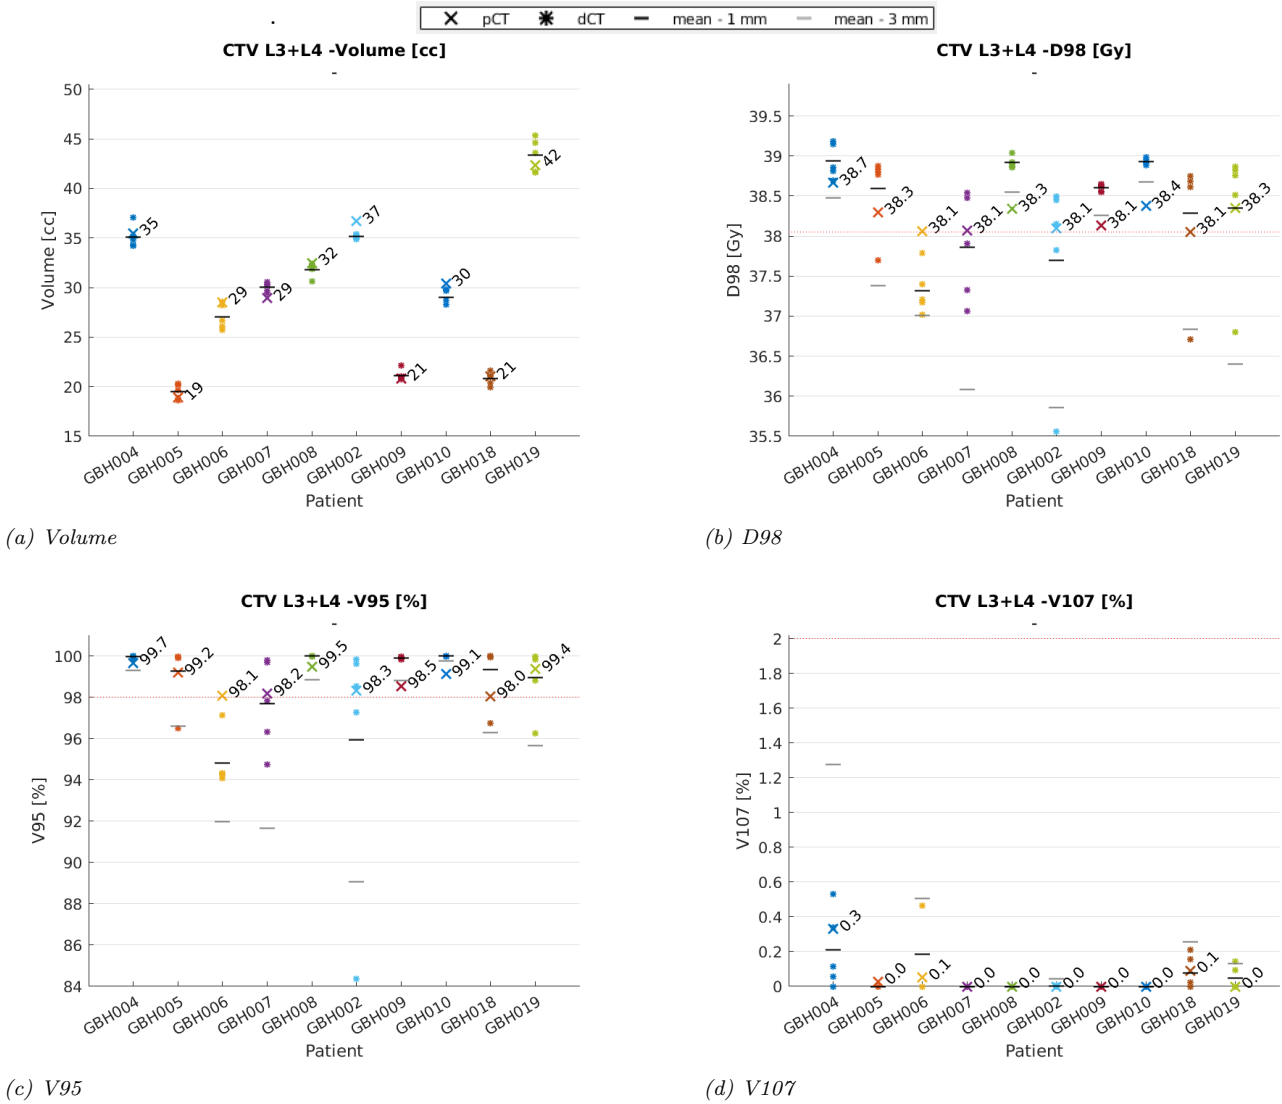 pCT dCT mean - 1 mm mean - 3 mm
.
CTV L3+L4 -Volume [cc]
-
Volume [cc]
50
45
40
35
30
25
20
15
35
19
29
29
32
37
21
30
21
42
GBH004
GBH005
GBH006
GBH007
GBH008
GBH002
GBH009
GBH010
GBH018
GBH019
Patient
(a) Volume
CTV L3+L4 -D98 [Gy]
-
D98 [Gy]
39.5
39
38.5
38
37.5
37
36.5
36
35.5
38.7
38.3
38.1
38.1
38.3
38.1
38.1
38.4
38.1
38.3
GBH004
GBH005
GBH006
GBH007
GBH008
GBH002
GBH009
GBH010
GBH018
GBH019
Patient
(b) D98
CTV L3+L4 -V95 [%]
-
V95 [%]
100
98
96
94
92
90
88
86
84
99.7
99.2
98.1
98.2
99.5
98.3
98.5
99.1
98.0
99.4
GBH004
GBH005
GBH006
GBH007
GBH008
GBH002
GBH009
GBH010
GBH018
GBH019
Patient
(c) V95
CTV L3+L4 -V107 [%]
-
V107 [%]
2
1.8
1.6
1.4
1.2
1
0.8
0.6
0.4
0.2
0
0.3
0.0
0.1
0.0
0.0
0.0
0.0
0.0
0.1
0.0
GBH004
GBH005
GBH006
GBH007
GBH008
GBH002
GBH009
GBH010
GBH018
GBH019
Patient
(d) V107